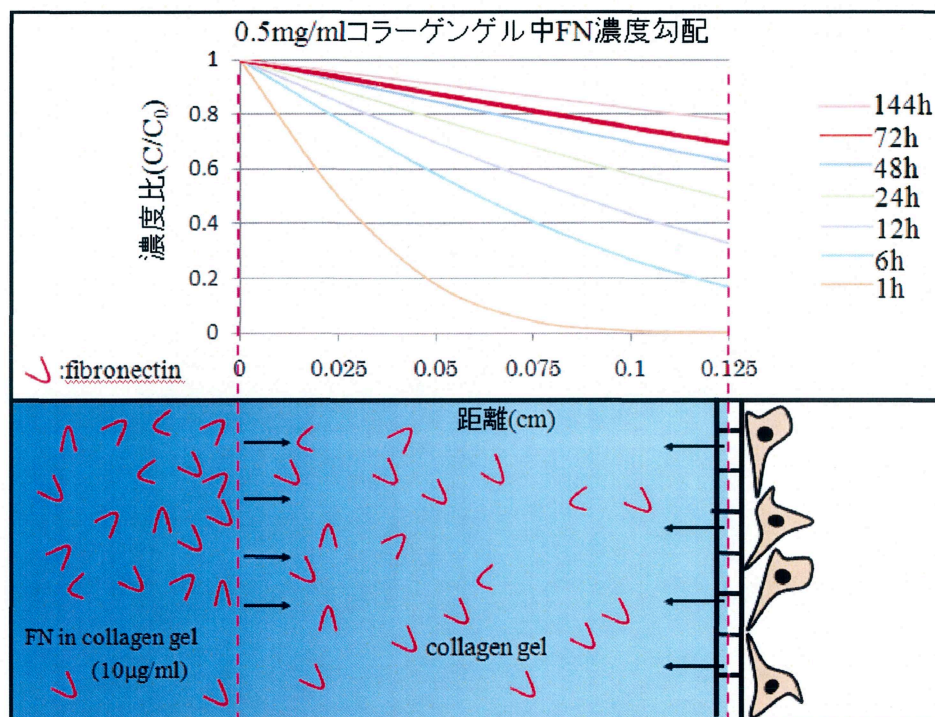 0.5mg/mlコラーゲンゲル中FN濃度勾配
濃度比(C/C₀)
1
0.8
0.6
0.4
0.2
0
0 0.025 0.05 0.075 0.1 0.125
144h
72h
48h
24h
12h
6h
1h
:fibronectin
距離(cm)
FN in collagen gel
(10μg/ml)
collagen gel